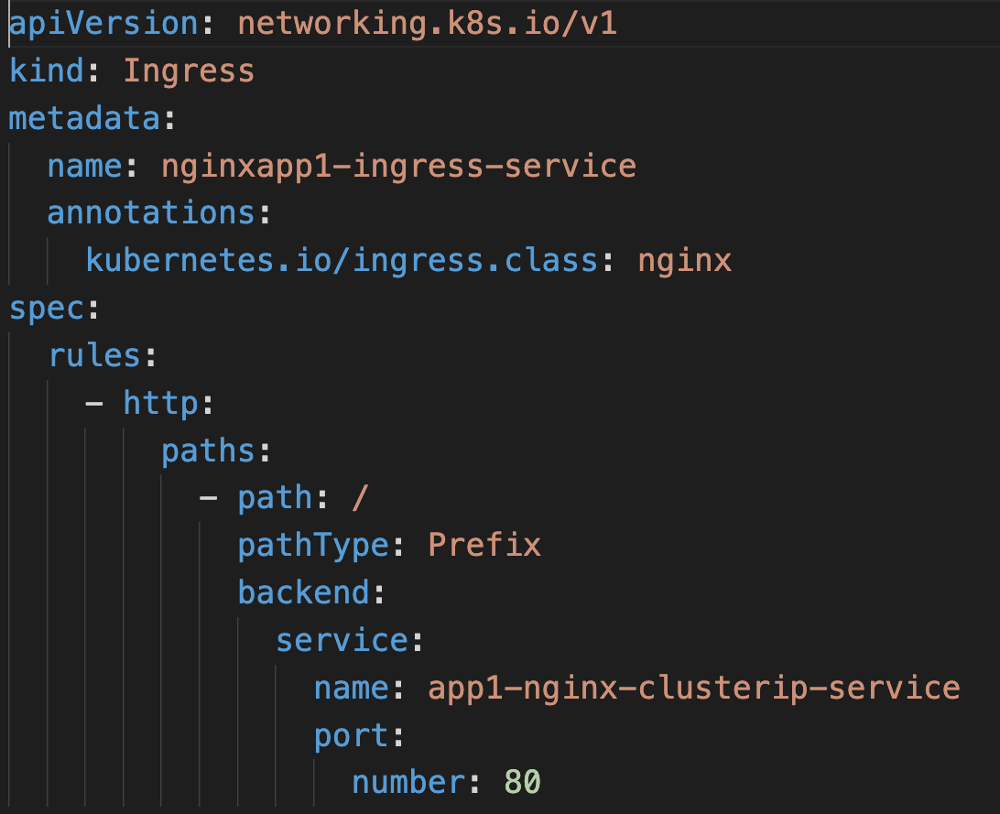 apiVersion: networking.k8s.io/v1
kind: Ingress
metadata:
  name: nginxapp1-ingress-service
  annotations:
    kubernetes.io/ingress.class: nginx
spec:
  rules:
    - http:
        paths:
          - path: /
            pathType: Prefix
            backend:
              service:
                name: app1-nginx-clusterip-service
                port:
                  number: 80